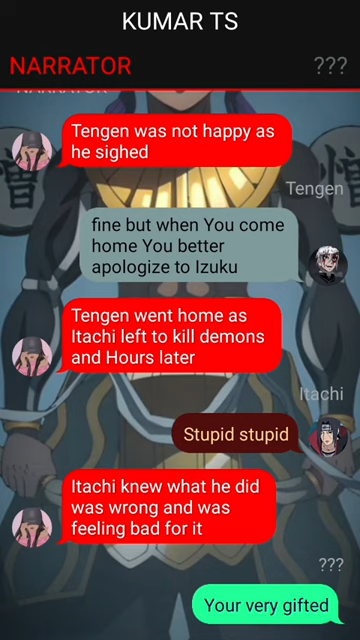 KUMAR TS
NARRATOR
???
NARRATOR
Tengen was not happy as
he sighed
Tengen
fine but when You come
home You better
apologize to Izuku
Tengen went home as
Itachi left to kill demons
and Hours later
Itachi
Stupid stupid
Itachi knew what he did
was wrong and was
feeling bad for it
???
Your very gifted